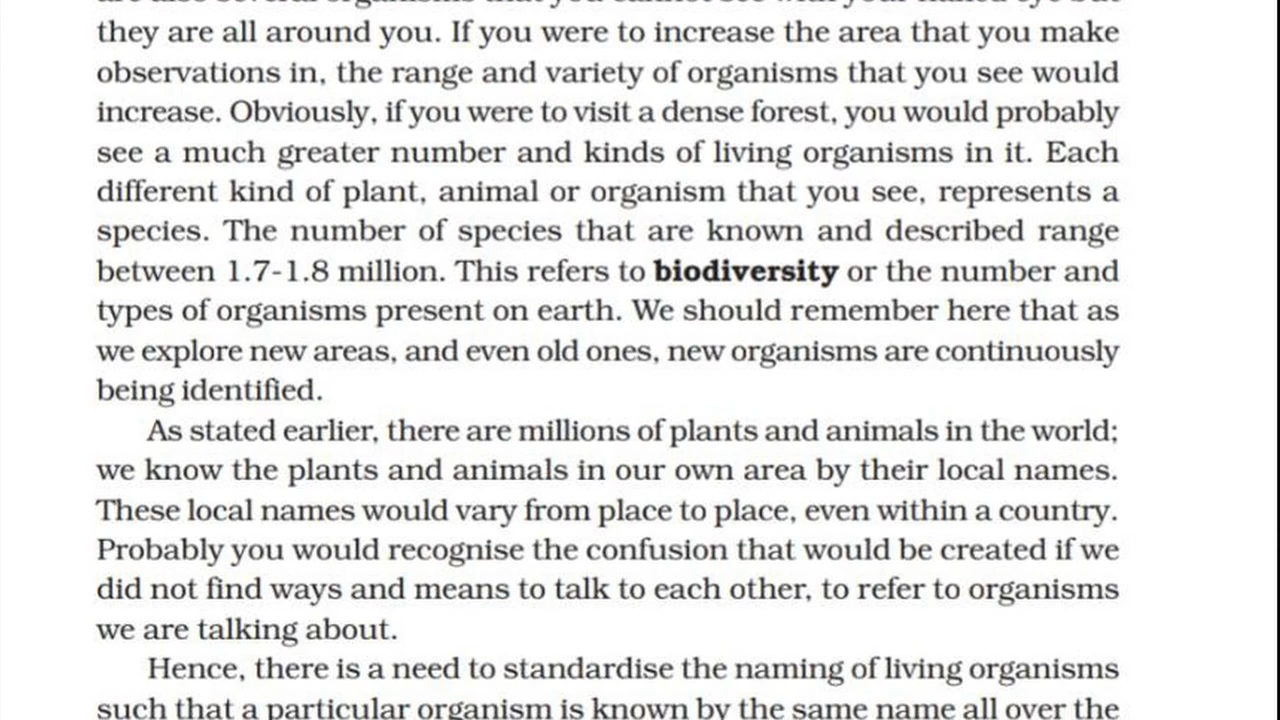 they are all around you. If you were to increase the area that you make
observations in, the range and variety of organisms that you see would
increase. Obviously, if you were to visit a dense forest, you would probably
see a much greater number and kinds of living organisms in it. Each
different kind of plant, animal or organism that you see, represents a
species. The number of species that are known and described range
between 1.7-1.8 million. This refers to biodiversity or the number and
types of organisms present on earth. We should remember here that as
we explore new areas, and even old ones, new organisms are continuously
being identified.
As stated earlier, there are millions of plants and animals in the world;
we know the plants and animals in our own area by their local names.
These local names would vary from place to place, even within a country.
Probably you would recognise the confusion that would be created if we
did not find ways and means to talk to each other, to refer to organisms
we are talking about.
Hence, there is a need to standardise the naming of living organisms
such that a particular organism is known by the same name all over the